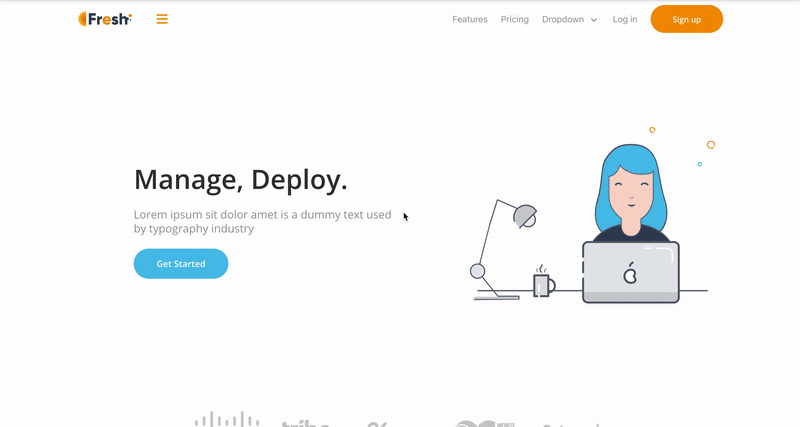 Fresh
Features Pricing Dropdown Log in Sign up
Manage, Deploy.
Lorem ipsum sit dolor amet is a dummy text used
by typography industry
Get Started